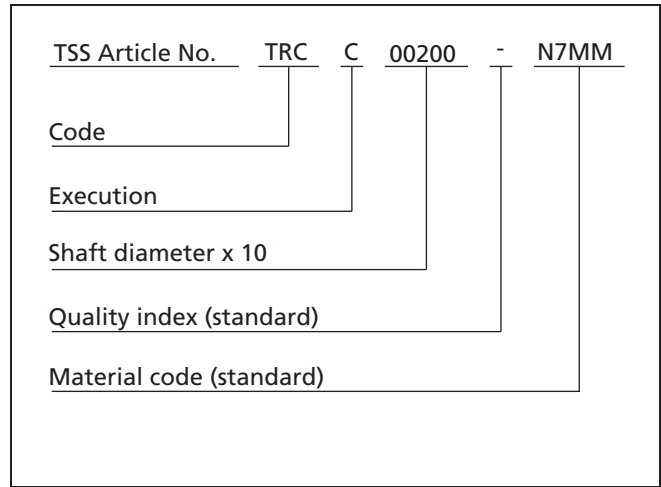 TSS Article No. TRC C 00200 - N7MM
Code
Execution
Shaft diameter x 10
Quality index (standard)
Material code (standard)